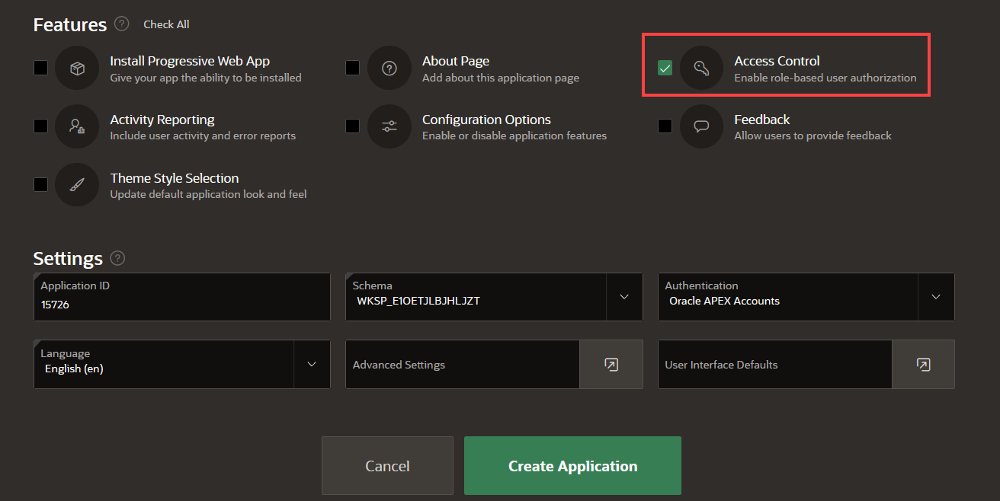 Features ? Check All
Install Progressive Web App
Give your app the ability to be installed
About Page
Add about this application page
Access Control
Enable role-based user authorization
Activity Reporting
Include user activity and error reports
Configuration Options
Enable or disable application features
Feedback
Allow users to provide feedback
Theme Style Selection
Update default application look and feel
Settings ?
Application ID
15726
Schema
WKSP_E1OETJLBJHLJZT
Authentication
Oracle APEX Accounts
Language
English (en)
Advanced Settings
User Interface Defaults
Cancel
Create Application